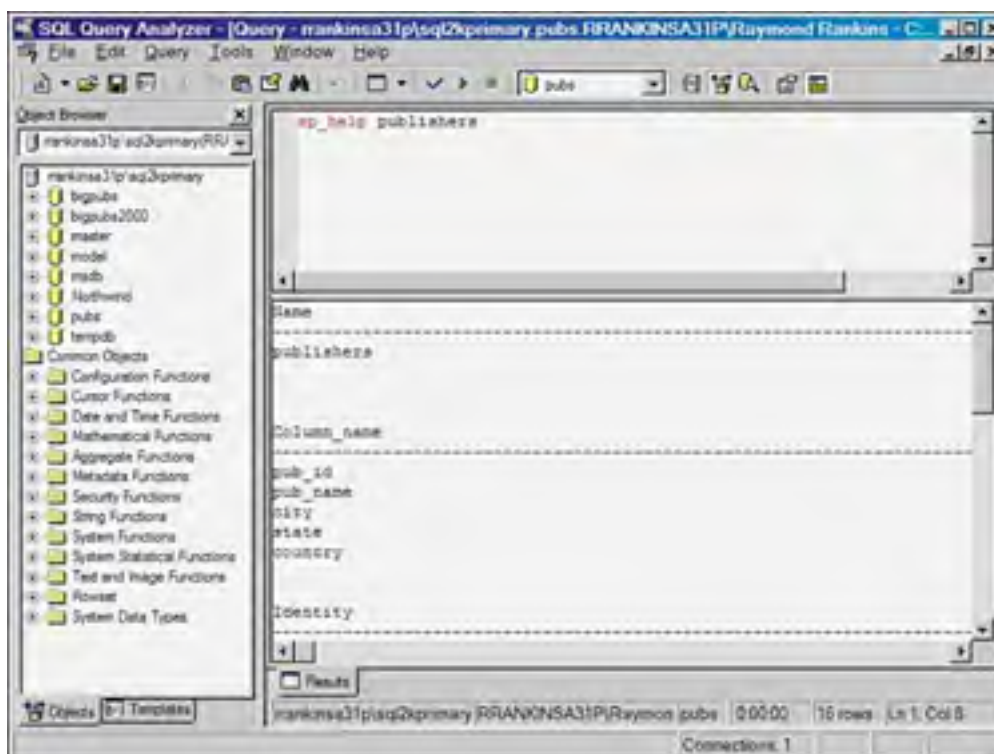 SQL Query Analyzer - [Query - rrankinsa31p\sql2kprimary.pubs.RRANKINSA31P\Raymond Rankins - C...
File Edit Query Tools Window Help
pubs
Object Browser
rrankinsa31p\sql2kprimary(RR/
rrankinsa31p\sql2kprimary
bigpubs
bigpubs2000
master
model
msdb
Northwind
pubs
tempdb
Common Objects
Configuration Functions
Cursor Functions
Date and Time Functions
Mathematical Functions
Aggregate Functions
Metadata Functions
Security Functions
String Functions
System Functions
System Statistical Functions
Text and Image Functions
Rowset
System Data Types
Objects Templates
sp_help publishers
Name
publishers
Column_name
pub_id
pub_name
city
state
country
Identity
Results
rrankinsa31p\sql2kprimary RRANKINSA31P\Raymon pubs 0:00:00 16 rows Ln 1, Col 8
Connections: 1